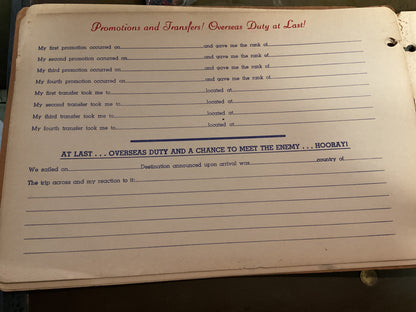 Promotions and Transfers! Overseas Duty at Last!
My first promotion occurred on and gave me the rank of
My second promotion occurred on and gave me the rank of
My third promotion occurred on and gave me the rank of
My fourth promotion occurred on and gave me the rank of
My first transfer took me to located at
My second transfer took me to located at
My third transfer took me to located at
My fourth transfer took me to located at
AT LAST . . . OVERSEAS DUTY AND A CHANCE TO MEET THE ENEMY . . . HOORAY!
We sailed on Destination announced upon arrival was country of
The trip across and my reaction to it: